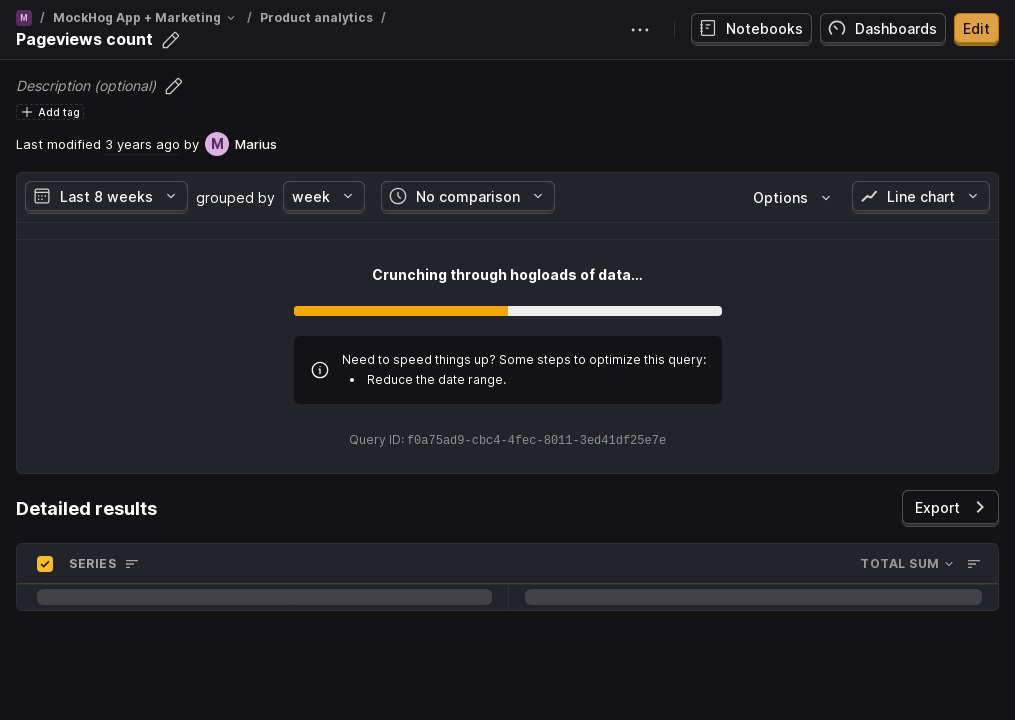 M / MockHog App + Marketing / Product analytics /
Pageviews count
Notebooks
Dashboards
Edit
Description (optional)
Add tag
Last modified 3 years ago by M Marius
Last 8 weeks grouped by week No comparison Options Line chart
Crunching through hogloads of data...
Need to speed things up? Some steps to optimize this query:
• Reduce the date range.
Query ID: f0a75ad9-cbc4-4fec-8011-3ed41df25e7e
Detailed results
Export
SERIES TOTAL SUM